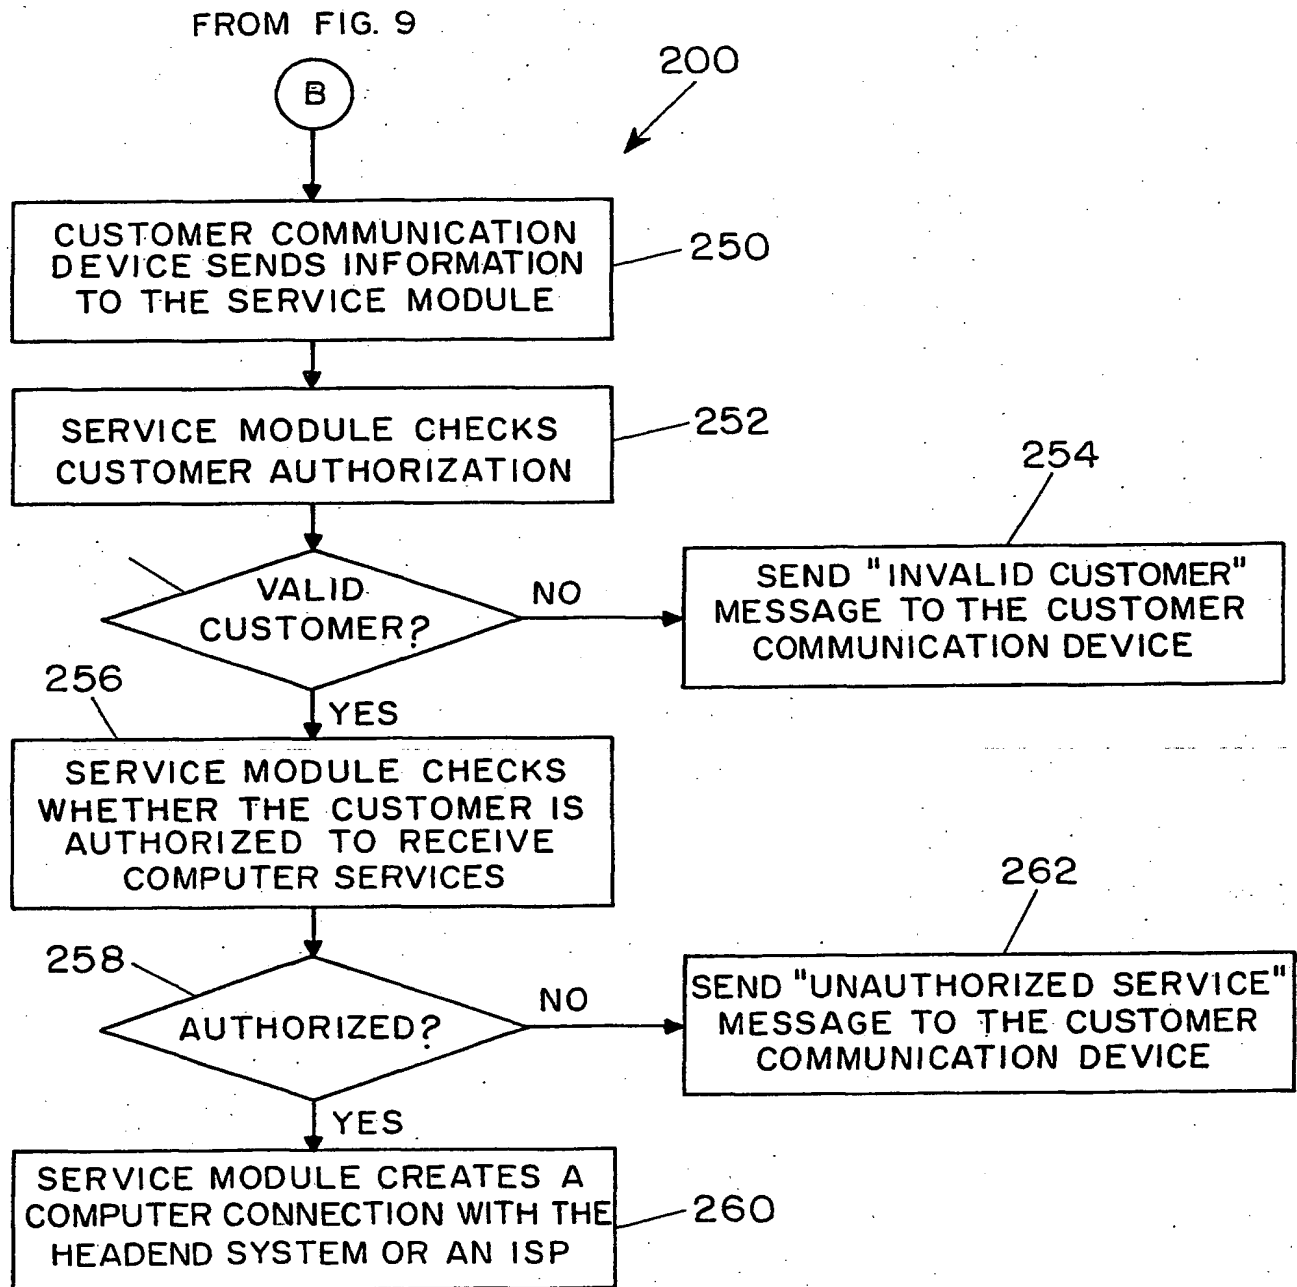 FROM FIG. 9
B
200
CUSTOMER COMMUNICATION
DEVICE SENDS INFORMATION
TO THE SERVICE MODULE
250
SERVICE MODULE CHECKS
CUSTOMER AUTHORIZATION
252
254
VALID
CUSTOMER?
NO
SEND "INVALID CUSTOMER"
MESSAGE TO THE CUSTOMER
COMMUNICATION DEVICE
256
YES
SERVICE MODULE CHECKS
WHETHER THE CUSTOMER IS
AUTHORIZED TO RECEIVE
COMPUTER SERVICES
258
262
AUTHORIZED?
NO
SEND "UNAUTHORIZED SERVICE"
MESSAGE TO THE CUSTOMER
COMMUNICATION DEVICE
YES
SERVICE MODULE CREATES A
COMPUTER CONNECTION WITH THE
HEADEND SYSTEM OR AN ISP
260